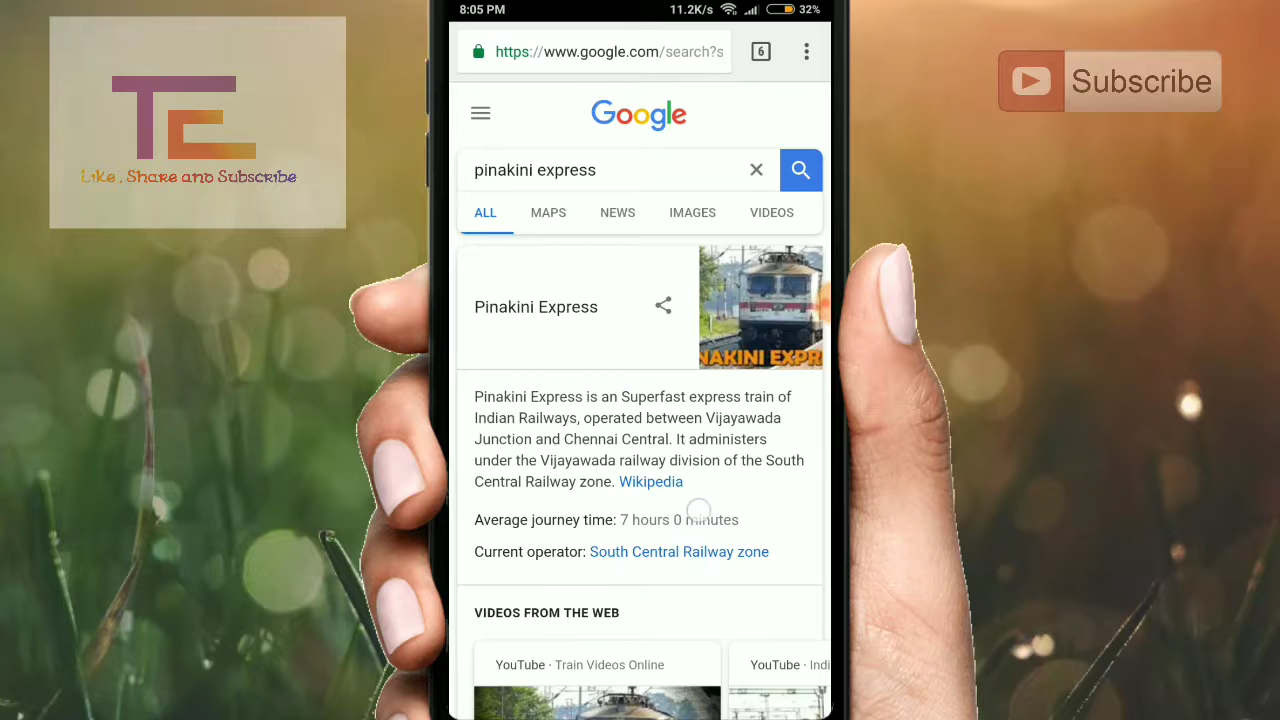 8:05 PM
11.2K/s
32%
https://www.google.com/search?s
6
Subscribe
TE
Like, Share and Subscribe
Google
pinakini express
ALL MAPS NEWS IMAGES VIDEOS
Pinakini Express
NAKINI EXPR
Pinakini Express is an Superfast express train of
Indian Railways, operated between Vijayawada
Junction and Chennai Central. It administers
under the Vijayawada railway division of the South
Central Railway zone. Wikipedia
Average journey time: 7 hours 0 minutes
Current operator: South Central Railway zone
VIDEOS FROM THE WEB
YouTube · Train Videos Online
YouTube · Indi